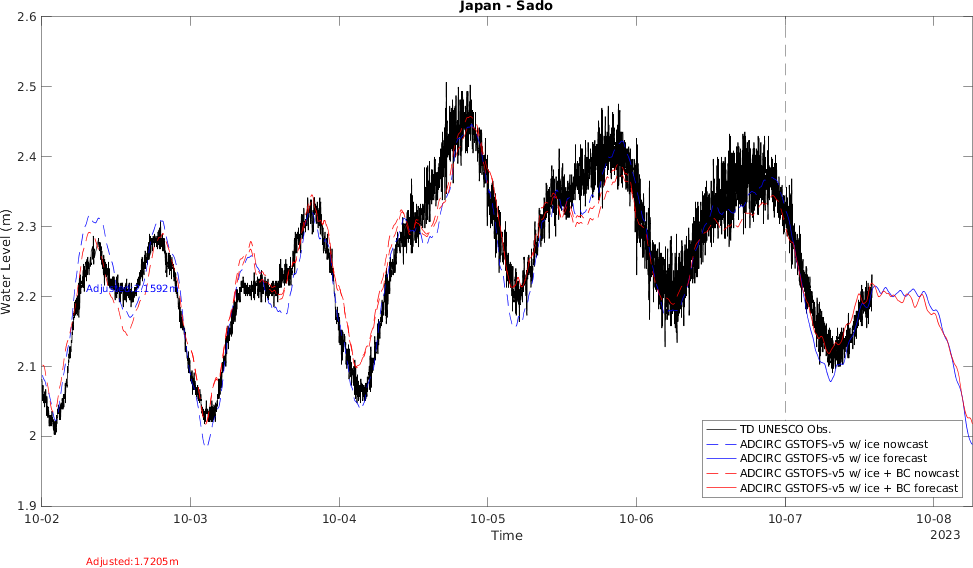 Japan - Sado
2.6
2.5
2.4
2.3
2.2
2.1
2
1.9
Water Level (m)
Adjusted:2.1592m
TD UNESCO Obs.
ADCIRC GSTOFS-v5 w/ ice nowcast
ADCIRC GSTOFS-v5 w/ ice forecast
ADCIRC GSTOFS-v5 w/ ice + BC nowcast
ADCIRC GSTOFS-v5 w/ ice + BC forecast
10-02 10-03 10-04 10-05 10-06 10-07 10-08
Time
2023
Adjusted:1.7205m